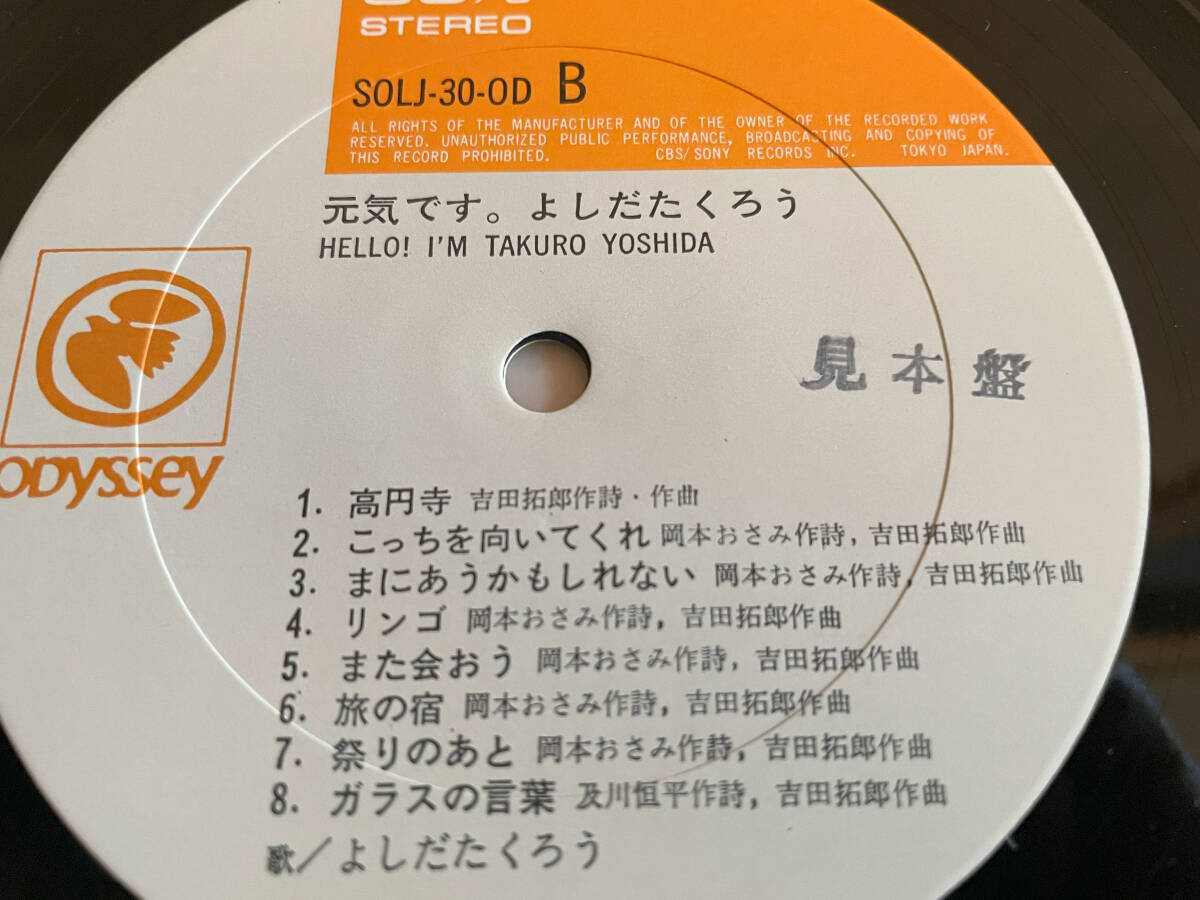 STEREO
SOLJ-30-OD B
ALL RIGHTS OF THE MANUFACTURER AND OF THE OWNER OF THE RECORDED WORK
RESERVED. UNAUTHORIZED PUBLIC PERFORMANCE, BROADCASTING AND COPYING OF
THIS RECORD PROHIBITED. CBS/SONY RECORDS INC. TOKYO JAPAN.
元気です。よしだたくろう
HELLO! I'M TAKURO YOSHIDA
見本盤
ODYSSEY
1. 高円寺 吉田拓郎作詩・作曲
2. こっちを向いてくれ 岡本おさみ作詩, 吉田拓郎作曲
3. まにあうかもしれない 岡本おさみ作詩, 吉田拓郎作曲
4. リンゴ 岡本おさみ作詩, 吉田拓郎作曲
5. また会おう 岡本おさみ作詩, 吉田拓郎作曲
6. 旅の宿 岡本おさみ作詩, 吉田拓郎作曲
7. 祭りのあと 岡本おさみ作詩, 吉田拓郎作曲
8. ガラスの言葉 及川恒平作詩, 吉田拓郎作曲
歌/よしだたくろう